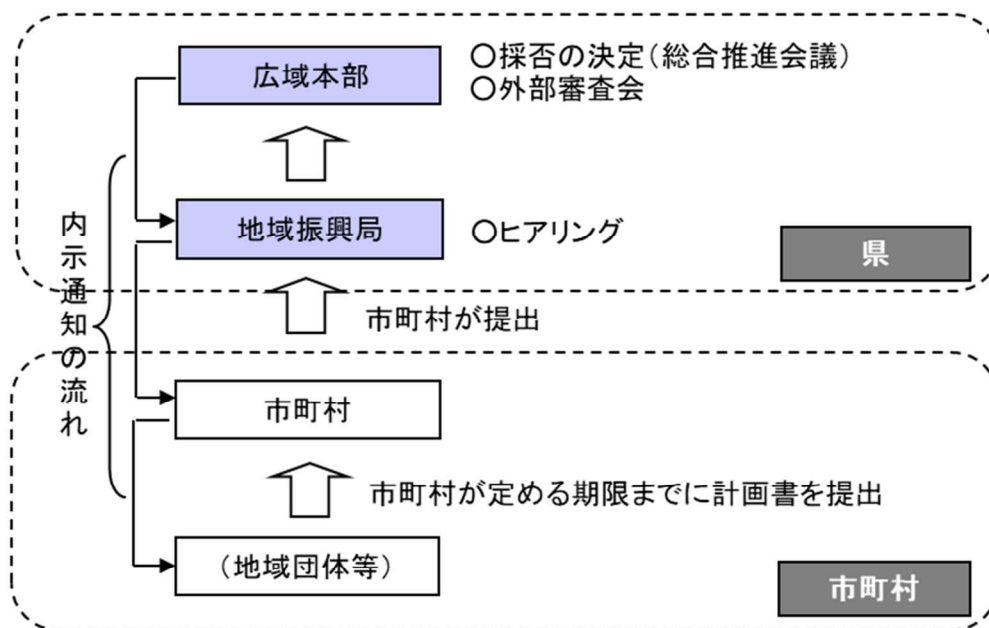 広域本部
○採否の決定(総合推進会議)
○外部審査会
地域振興局
○ヒアリング
県
内示通知の流れ
市町村が提出
市町村
市町村が定める期限までに計画書を提出
(地域団体等)
市町村